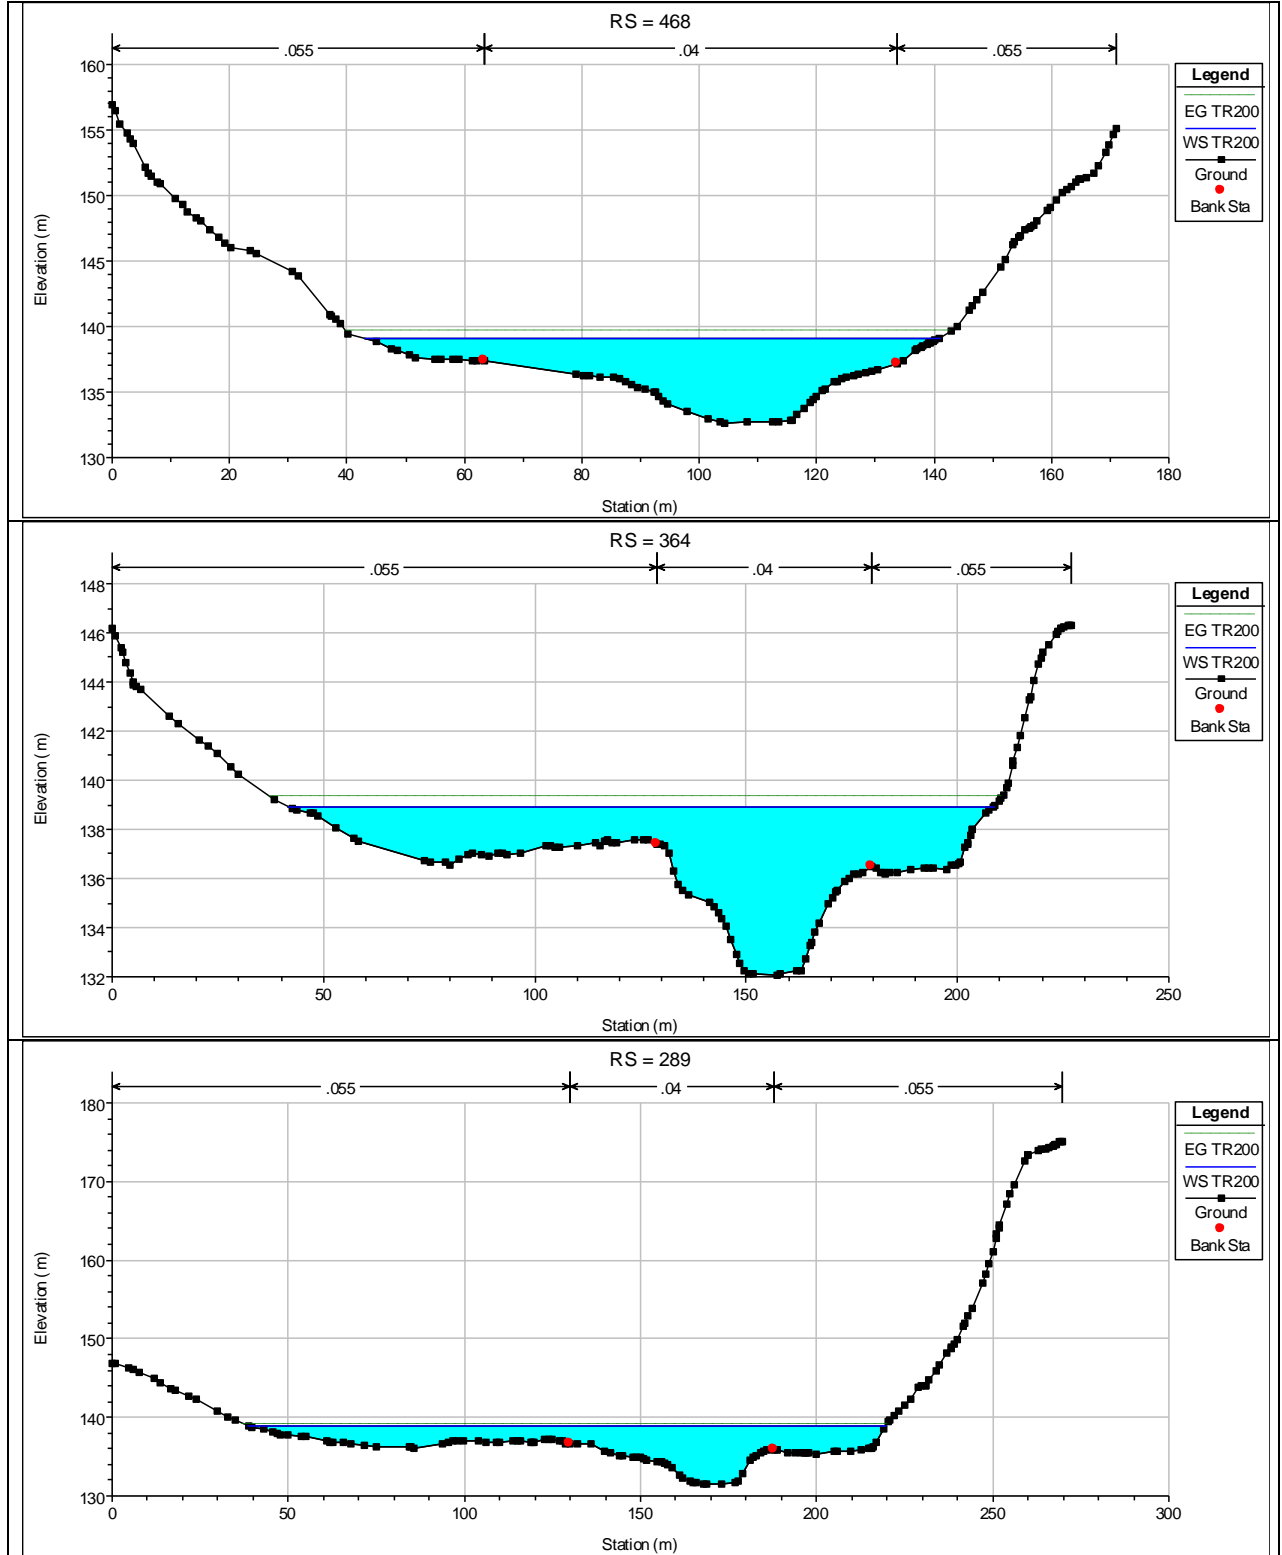 RS = 468
.055
.04
.055
160
155
150
145
140
135
130
0
20
40
60
80
100
120
140
160
180
Station (m)
Elevation (m)
Legend
EG TR200
WS TR200
Ground
Bank Sta
RS = 364
.055
.04
.055
148
146
144
142
140
138
136
134
132
0
50
100
150
200
250
Station (m)
Elevation (m)
Legend
EG TR200
WS TR200
Ground
Bank Sta
RS = 289
.055
.04
.055
180
170
160
150
140
130
0
50
100
150
200
250
300
Station (m)
Elevation (m)
Legend
EG TR200
WS TR200
Ground
Bank Sta